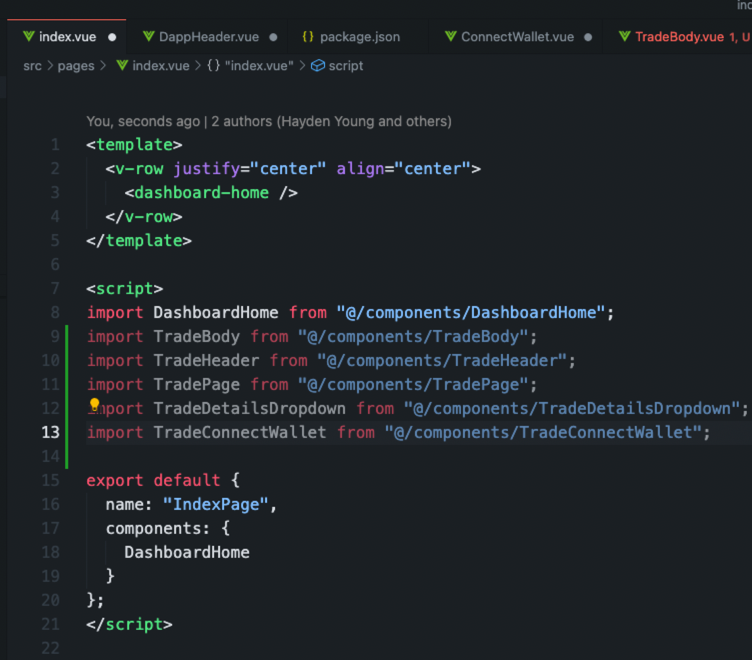 inc
index.vue
DappHeader.vue
{} package.json
ConnectWallet.vue
TradeBody.vue 1, U
src > pages > index.vue > {} "index.vue" > script
You, seconds ago | 2 authors (Hayden Young and others)
1 <template>
2 <v-row justify="center" align="center">
3 <dashboard-home />
4 </v-row>
5 </template>
6
7 <script>
8 import DashboardHome from "@/components/DashboardHome";
9 import TradeBody from "@/components/TradeBody";
10 import TradeHeader from "@/components/TradeHeader";
11 import TradePage from "@/components/TradePage";
12 import TradeDetailsDropdown from "@/components/TradeDetailsDropdown";
13 import TradeConnectWallet from "@/components/TradeConnectWallet";
14
15 export default {
16 name: "IndexPage",
17 components: {
18 DashboardHome
19 }
20 };
21 </script>
22